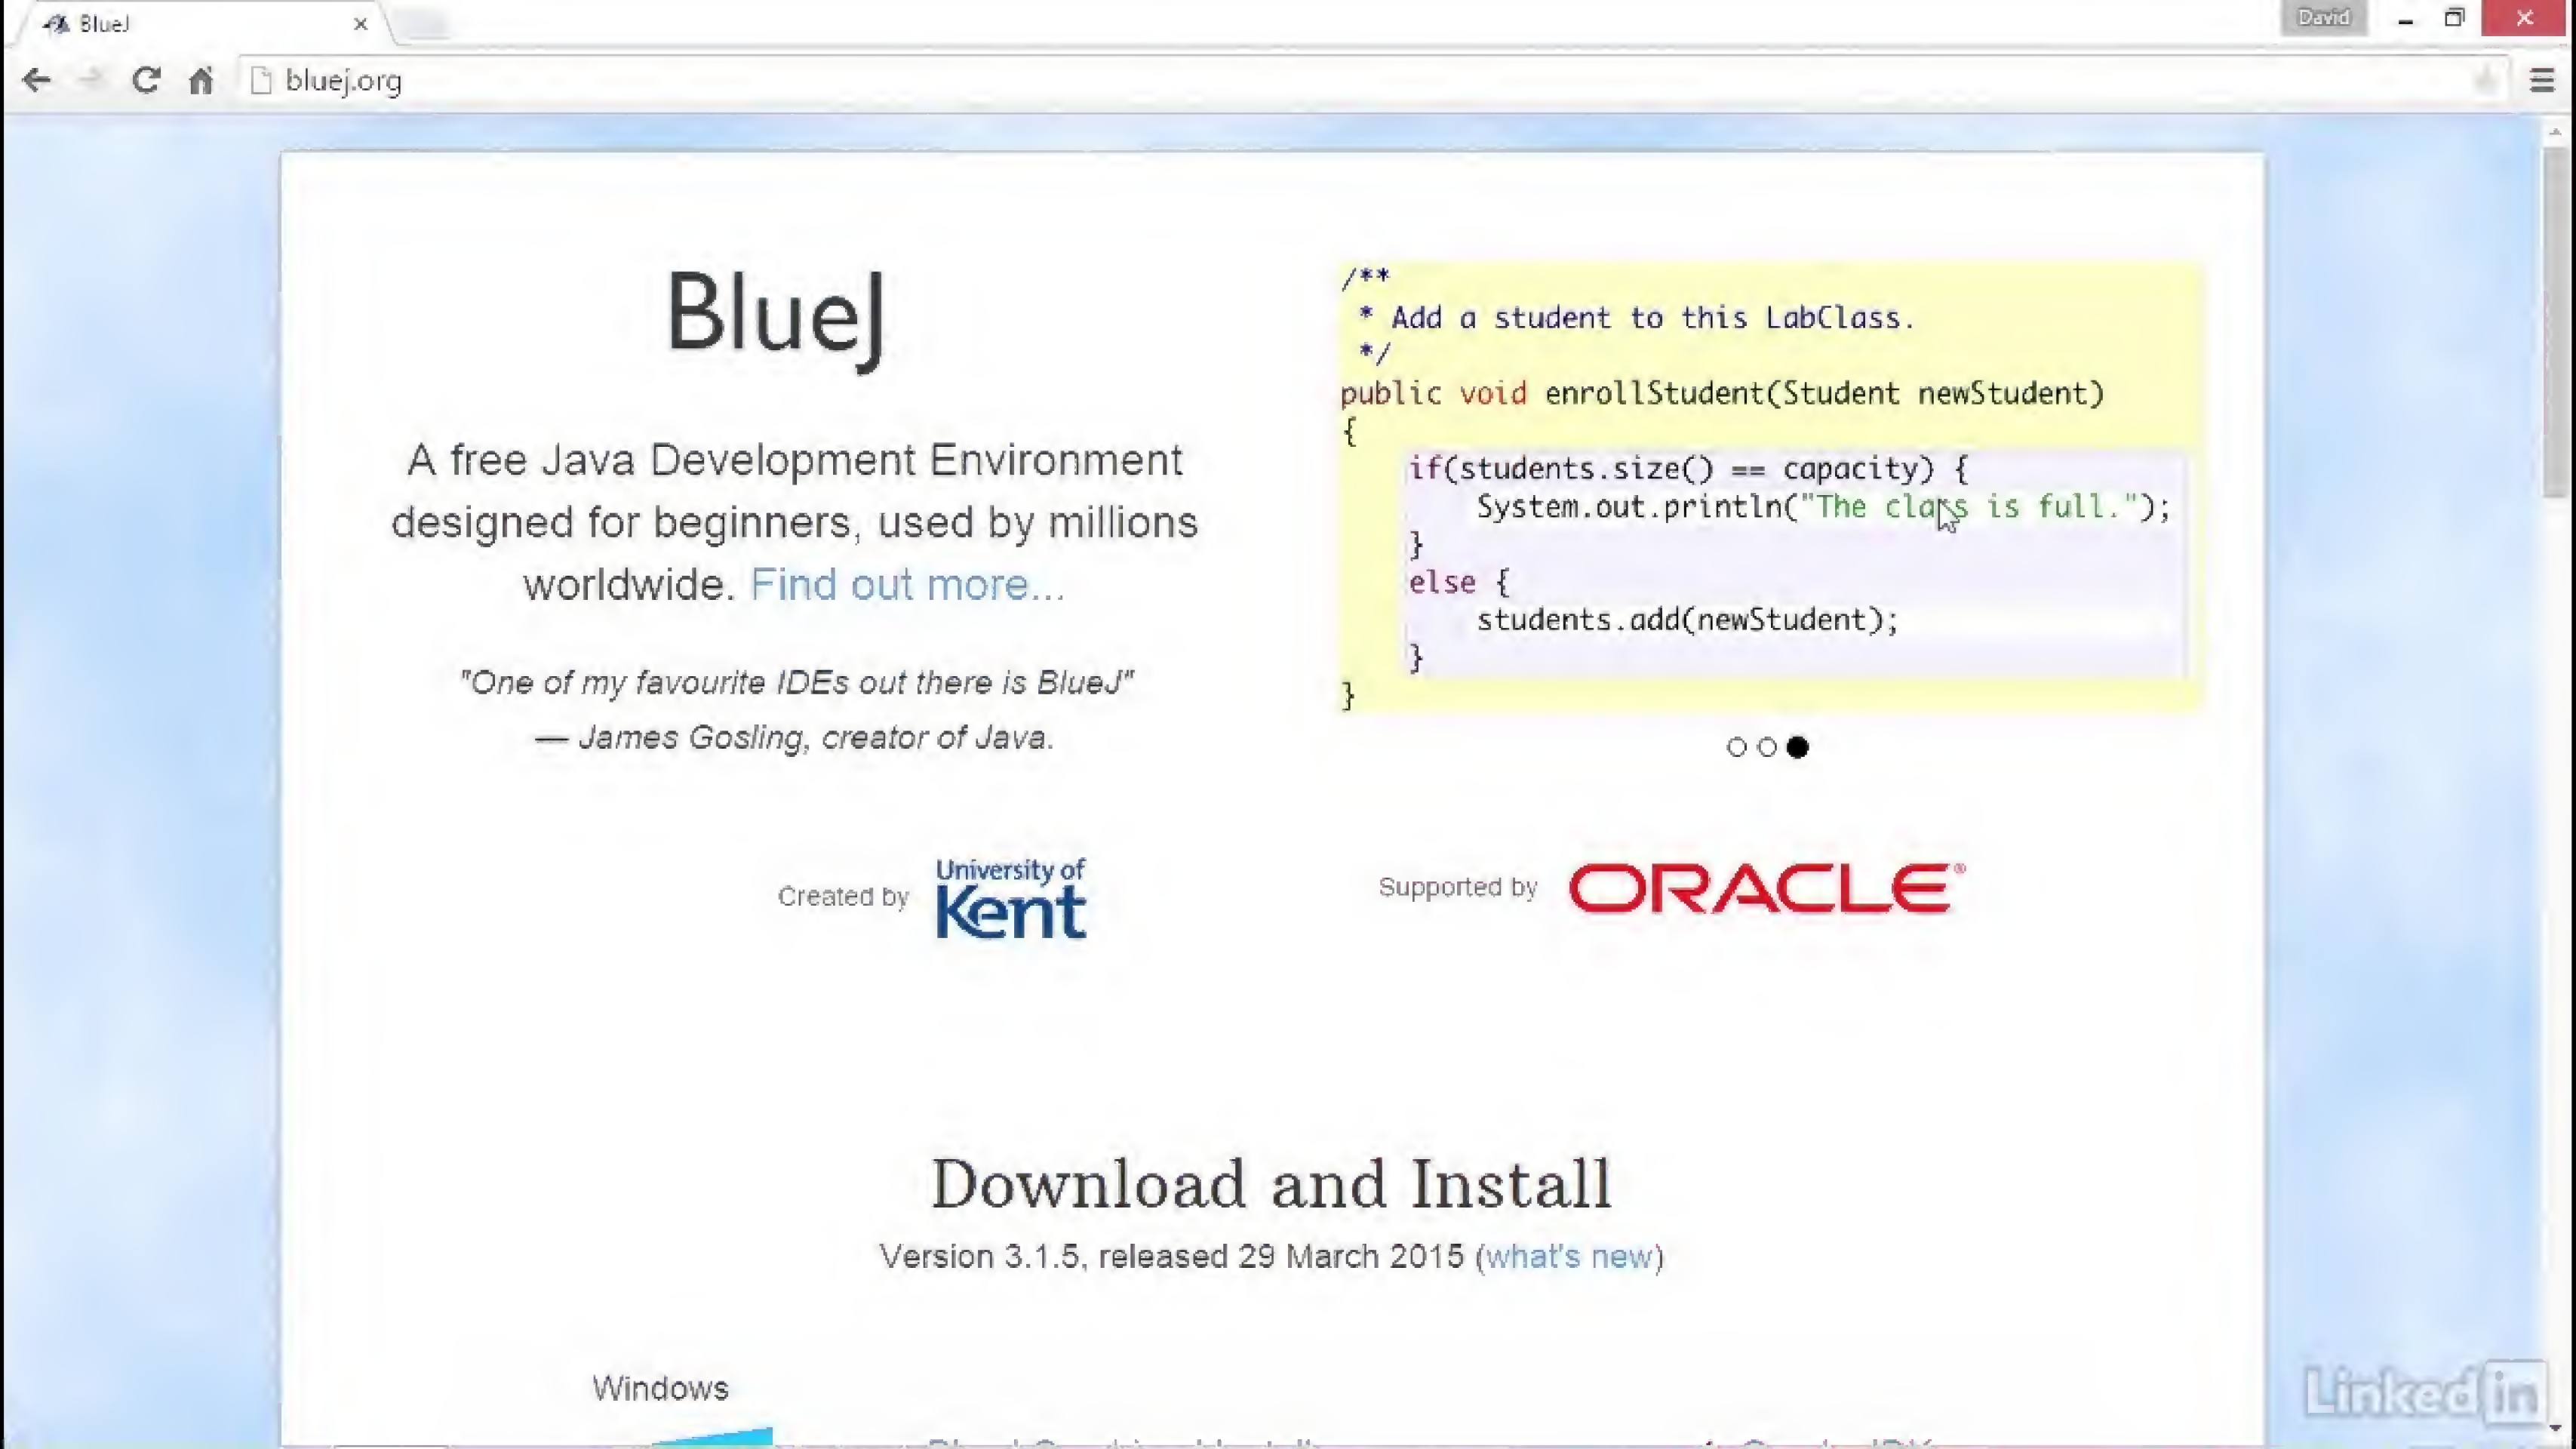 BlueJ
David
bluej.org
BlueJ
A free Java Development Environment
designed for beginners, used by millions
worldwide. Find out more...
"One of my favourite IDEs out there is BlueJ"
— James Gosling, creator of Java.
/**
* Add a student to this LabClass.
*/
public void enrollStudent(Student newStudent)
{
if(students.size() == capacity) {
System.out.println("The class is full.");
}
else {
students.add(newStudent);
}
}
Created by
University of
Kent
Supported by
ORACLE®
Download and Install
Version 3.1.5, released 29 March 2015 (what's new)
Windows
Linked in